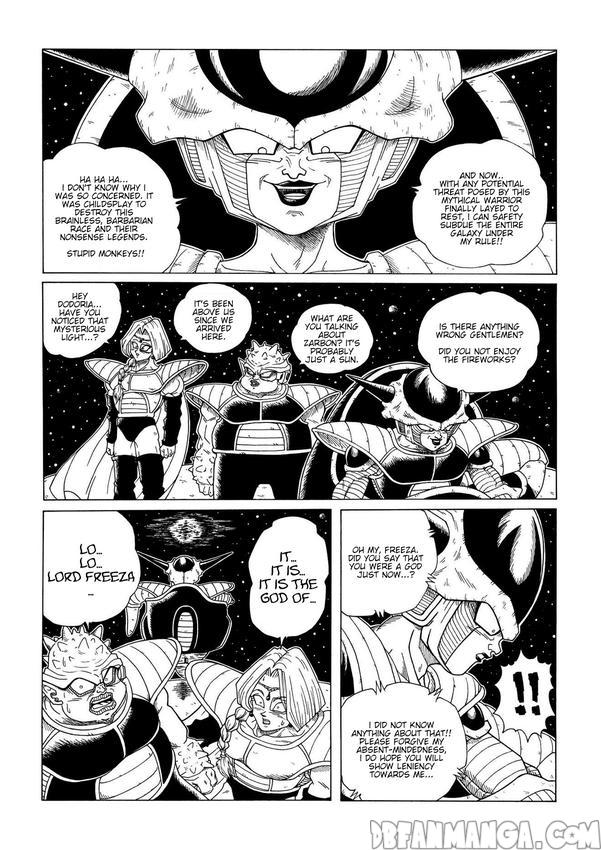 HA HA HA...
I DON'T KNOW WHY I
WAS SO CONCERNED. IT
WAS CHILDSPLAY TO
DESTROY THIS
BRAINLESS, BARBARIAN
RACE AND THEIR
NONSENSE LEGENDS.
STUPID MONKEYS!!
AND NOW..
WITH ANY POTENTIAL
THREAT POSED BY THIS
MYTHICAL WARRIOR
FINALLY LAYED TO
REST, I CAN SAFETY
SUBDUE THE ENTIRE
GALAXY UNDER
MY RULE!!
HEY
DODORIA...
HAVE YOU
NOTICED THAT
MYSTERIOUS
LIGHT...?
IT'S BEEN
ABOVE US
SINCE WE
ARRIVED
HERE.
WHAT ARE
YOU TALKING
ABOUT
ZARBON?
IT'S
PROBABLY
JUST A SUN.
IS THERE ANYTHING
WRONG GENTLEMEN?
DID YOU NOT ENJOY
THE FIREWORKS?
LO...
LO...
LORD FREEZA
...
IT...
IT IS...
IT IS THE
GOD OF...
OH MY, FREEZA.
DID YOU SAY THAT
YOU WERE A GOD
JUST NOW...?
!!
I DID NOT KNOW
ANYTHING ABOUT THAT!!
PLEASE FORGIVE MY
ABSENT-MINDEDNESS,
I DO HOPE YOU WILL
SHOW LENIENCY
TOWARDS ME...
DBFANMANGA.COM